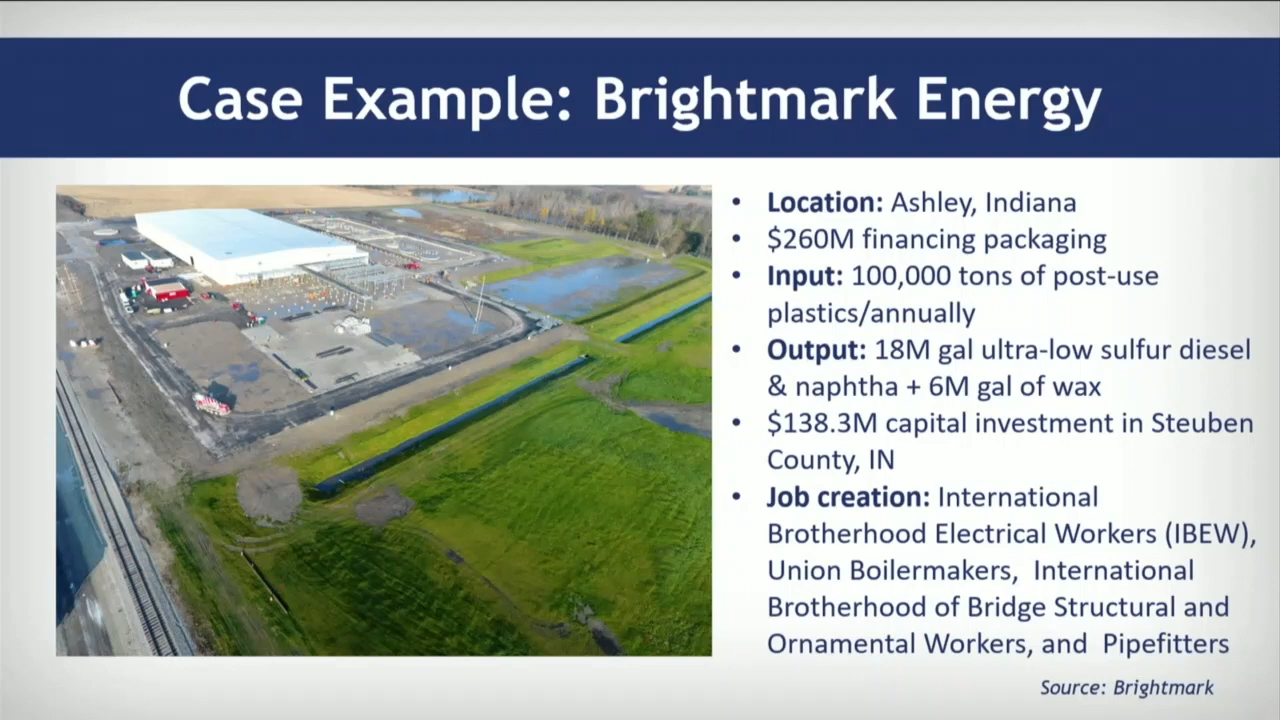 Case Example: Brightmark Energy
• Location: Ashley, Indiana
• $260M financing packaging
• Input: 100,000 tons of post-use
plastics/annually
• Output: 18M gal ultra-low sulfur diesel
& naphtha + 6M gal of wax
• $138.3M capital investment in Steuben
County, IN
• Job creation: International
Brotherhood Electrical Workers (IBEW),
Union Boilermakers, International
Brotherhood of Bridge Structural and
Ornamental Workers, and Pipefitters
Source: Brightmark